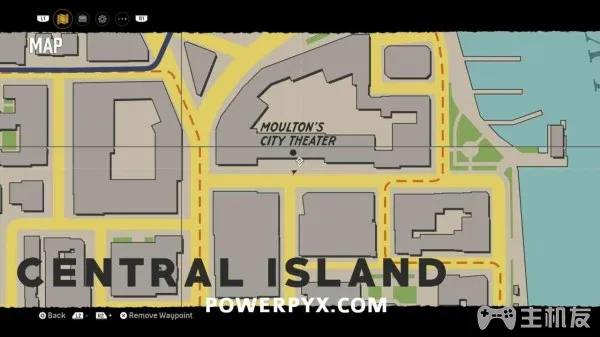 L1
R1
MAP
MOULTON'S
CITY THEATER
CENTRAL ISLAND
POWERPYX.COM
Back L2 - R2 + Remove Waypoint
主机友